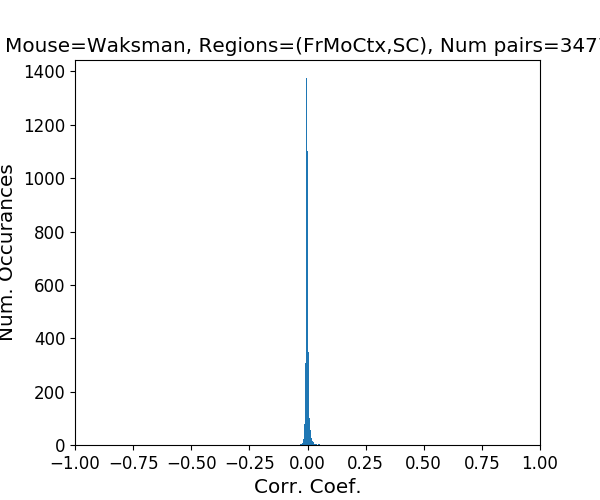 Mouse=Waksman, Regions=(FrMoCtx,SC), Num pairs=347
1400
1200
1000
800
600
400
200
0
Num. Occurances
−1.00 −0.75 −0.50 −0.25 0.00 0.25 0.50 0.75 1.00
Corr. Coef.